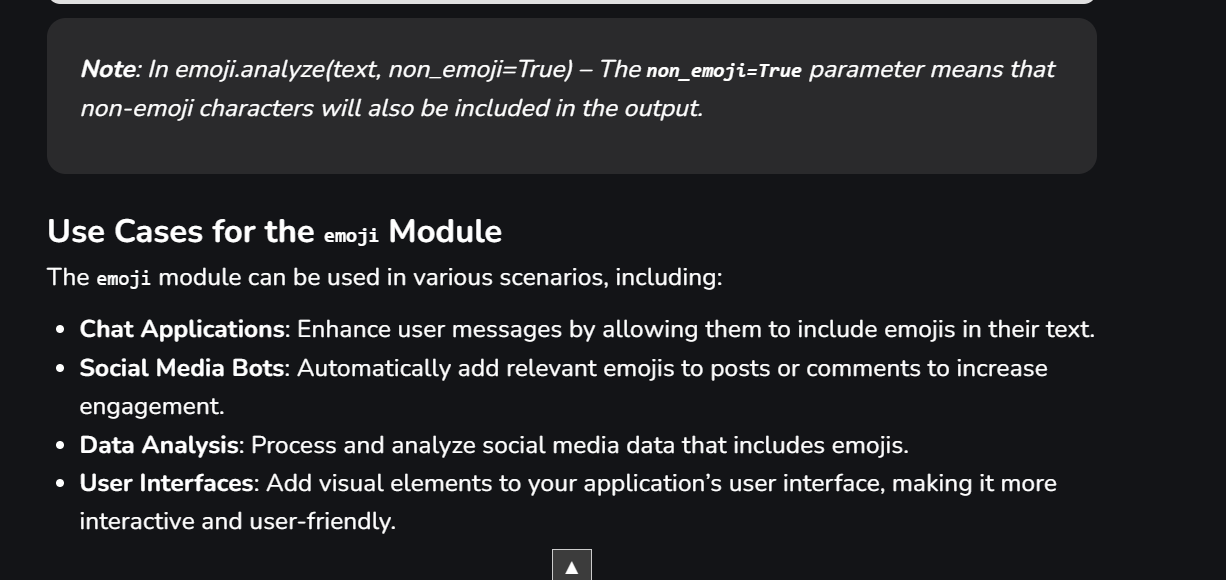 Note: In emoji.analyze(text, non_emoji=True) – The non_emoji=True parameter means that
non-emoji characters will also be included in the output.
Use Cases for the emoji Module
The emoji module can be used in various scenarios, including:
• Chat Applications: Enhance user messages by allowing them to include emojis in their text.
• Social Media Bots: Automatically add relevant emojis to posts or comments to increase
engagement.
• Data Analysis: Process and analyze social media data that includes emojis.
• User Interfaces: Add visual elements to your application’s user interface, making it more
interactive and user-friendly.